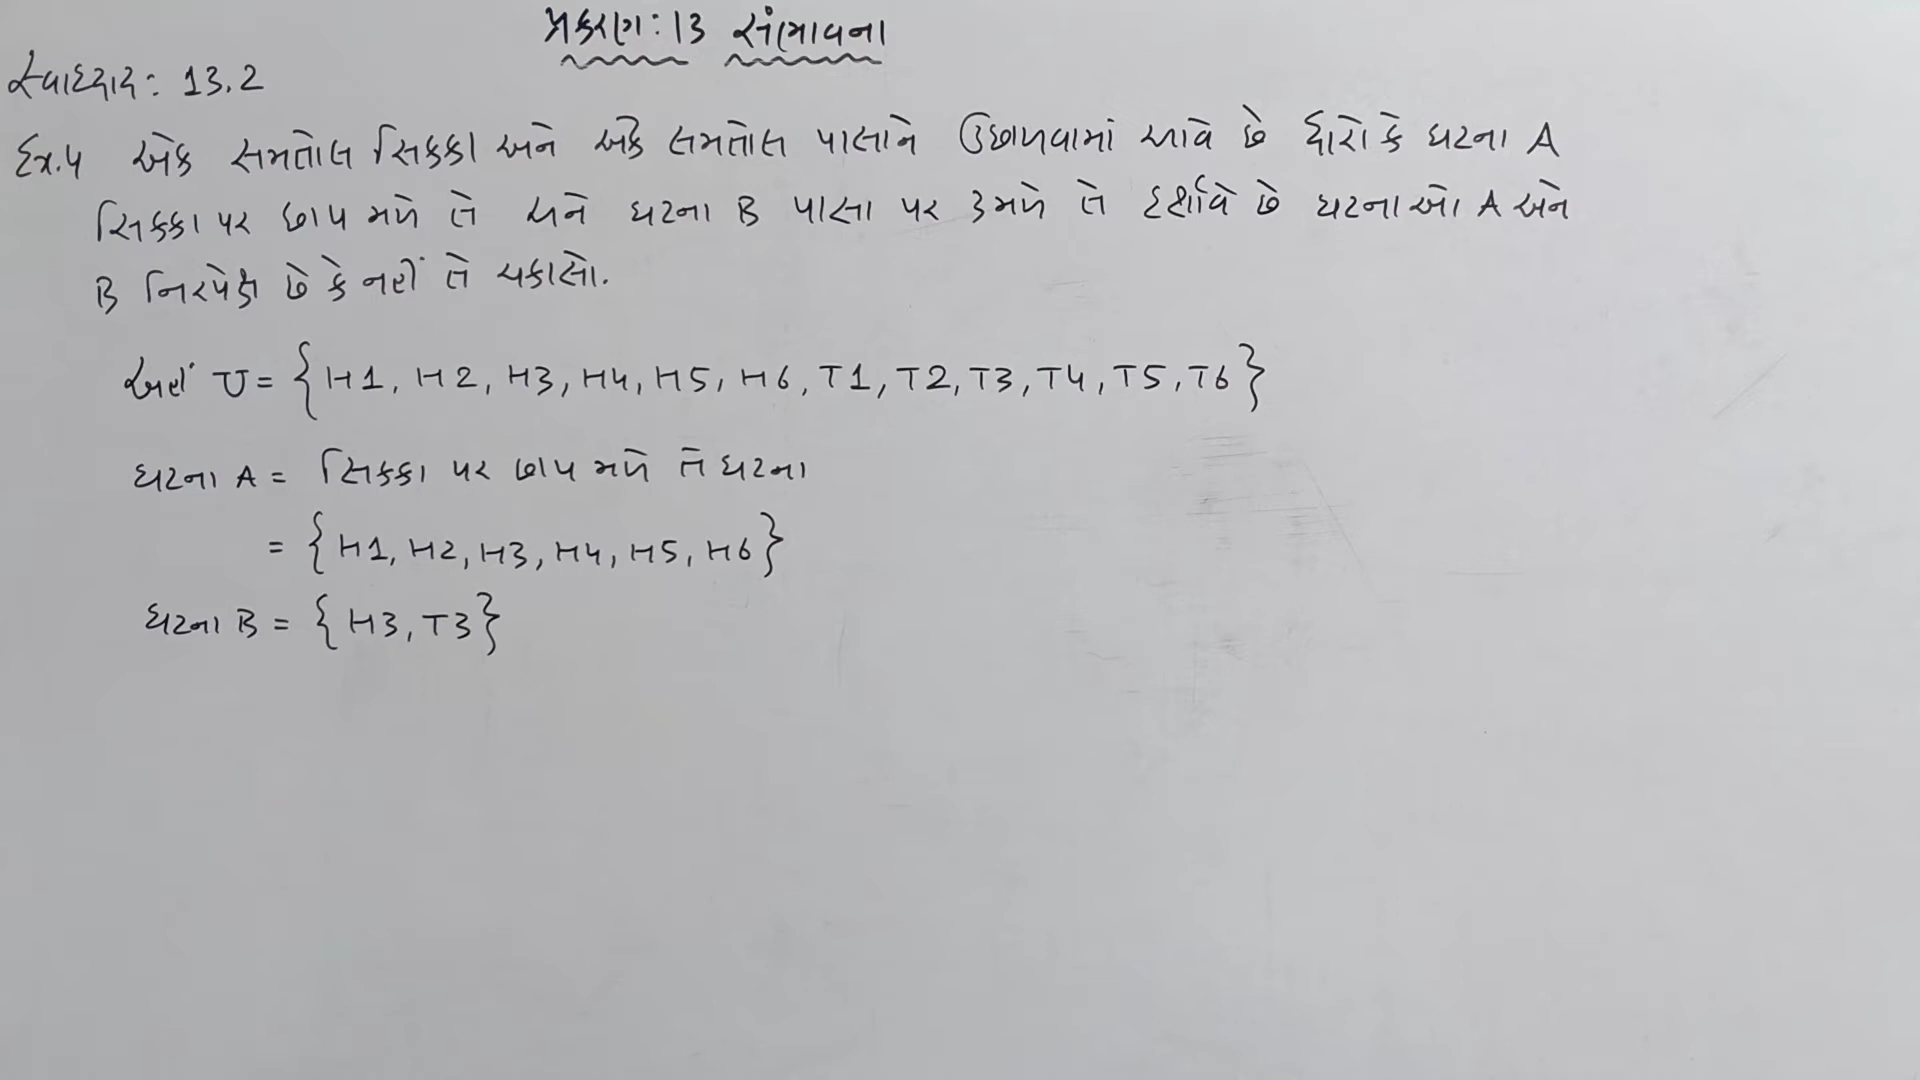 પ્રકરણ: 13 સંભાવના
સ્વાધ્યાય: 13.2
Ex.4 એક સમતોલ સિક્કા અને એક સમતોલ પાસાને ઉછાળવામાં આવે છે ધારો કે ઘટના A
સિક્કા પર છાપ મળે તે અને ઘટના B પાસા પર 3 મળે તે દર્શાવે છે ઘટનાઓ A અને
B નિરપેક્ષ છે કે નહીં તે ચકાસો.
અહીં U = {H1, H2, H3, H4, H5, H6, T1, T2, T3, T4, T5, T6}
ઘટના A = સિક્કા પર છાપ મળે તે ઘટના
= {H1, H2, H3, H4, H5, H6}
ઘટના B = {H3, T3}